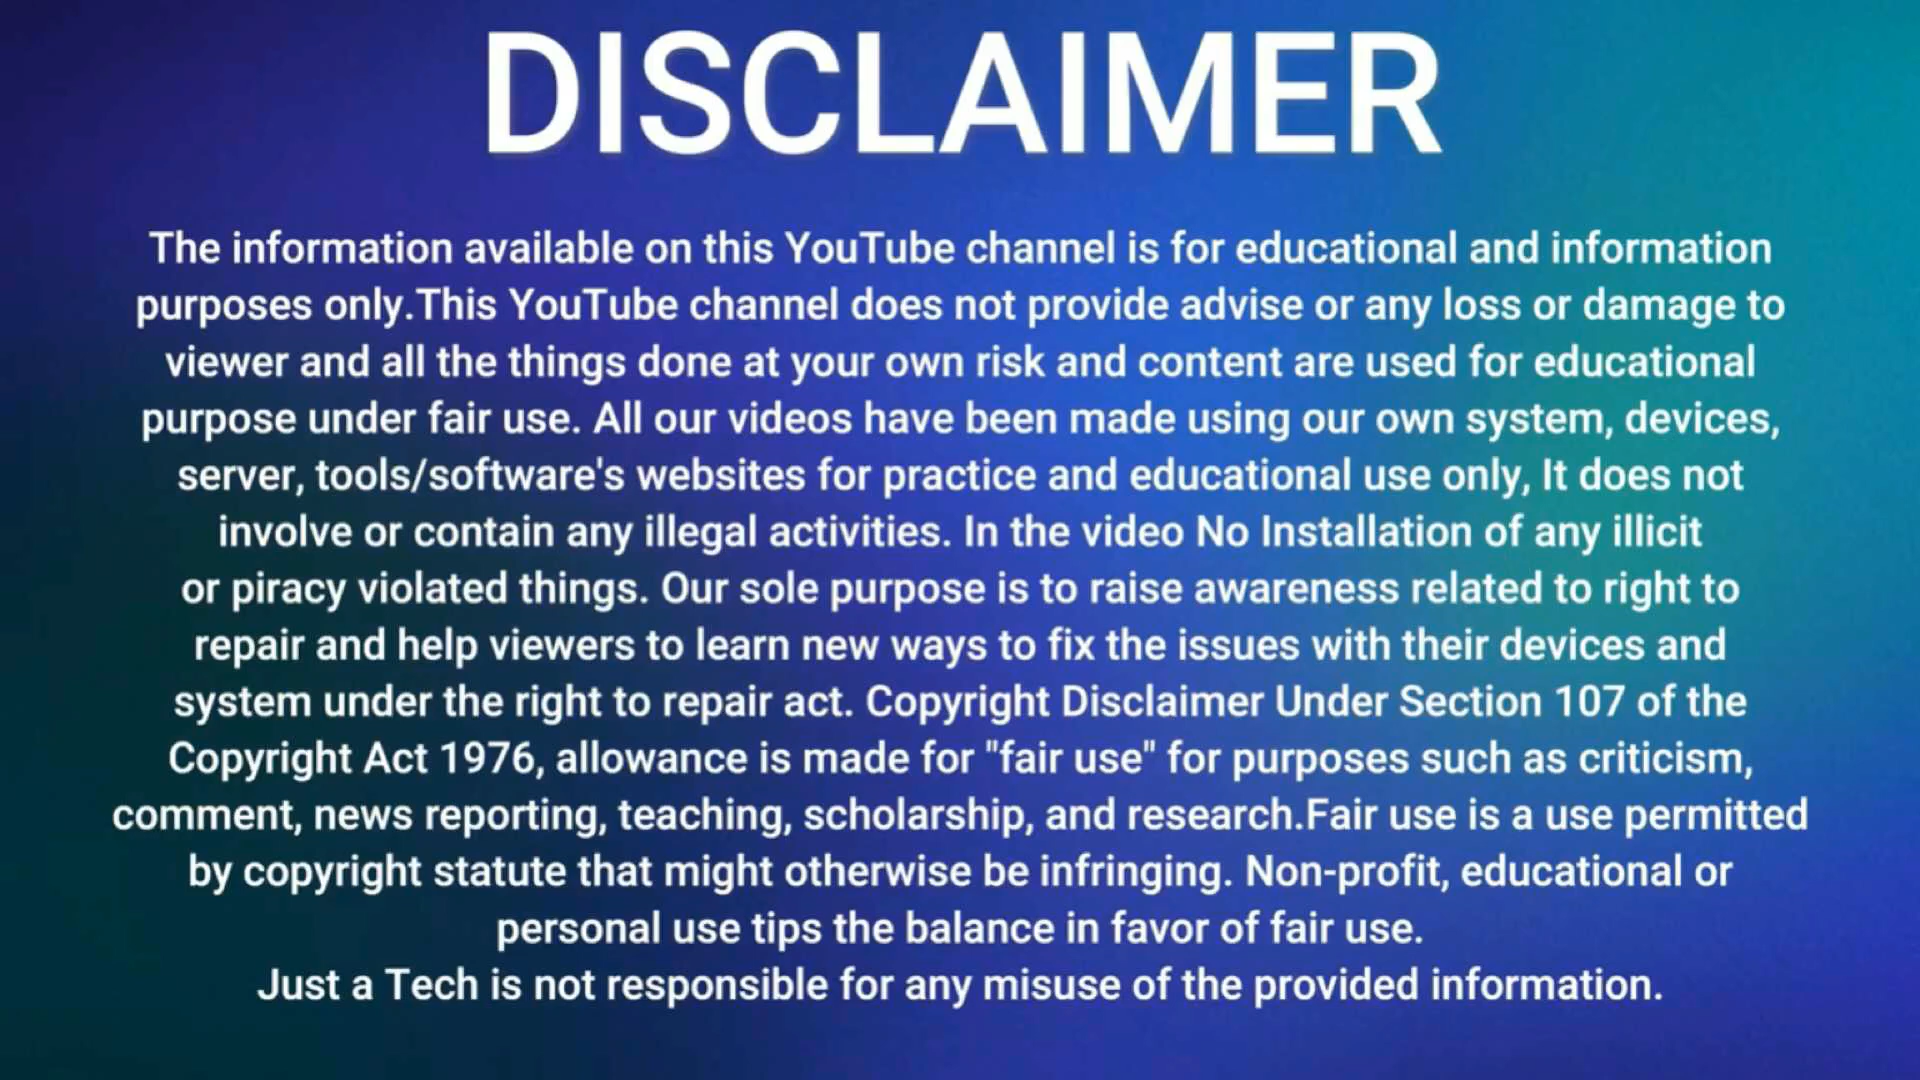 DISCLAIMER
The information available on this YouTube channel is for educational and information
purposes only.This YouTube channel does not provide advise or any loss or damage to
viewer and all the things done at your own risk and content are used for educational
purpose under fair use. All our videos have been made using our own system, devices,
server, tools/software's websites for practice and educational use only, It does not
involve or contain any illegal activities. In the video No Installation of any illicit
or piracy violated things. Our sole purpose is to raise awareness related to right to
repair and help viewers to learn new ways to fix the issues with their devices and
system under the right to repair act. Copyright Disclaimer Under Section 107 of the
Copyright Act 1976, allowance is made for "fair use" for purposes such as criticism,
comment, news reporting, teaching, scholarship, and research.Fair use is a use permitted
by copyright statute that might otherwise be infringing. Non-profit, educational or
personal use tips the balance in favor of fair use.
Just a Tech is not responsible for any misuse of the provided information.